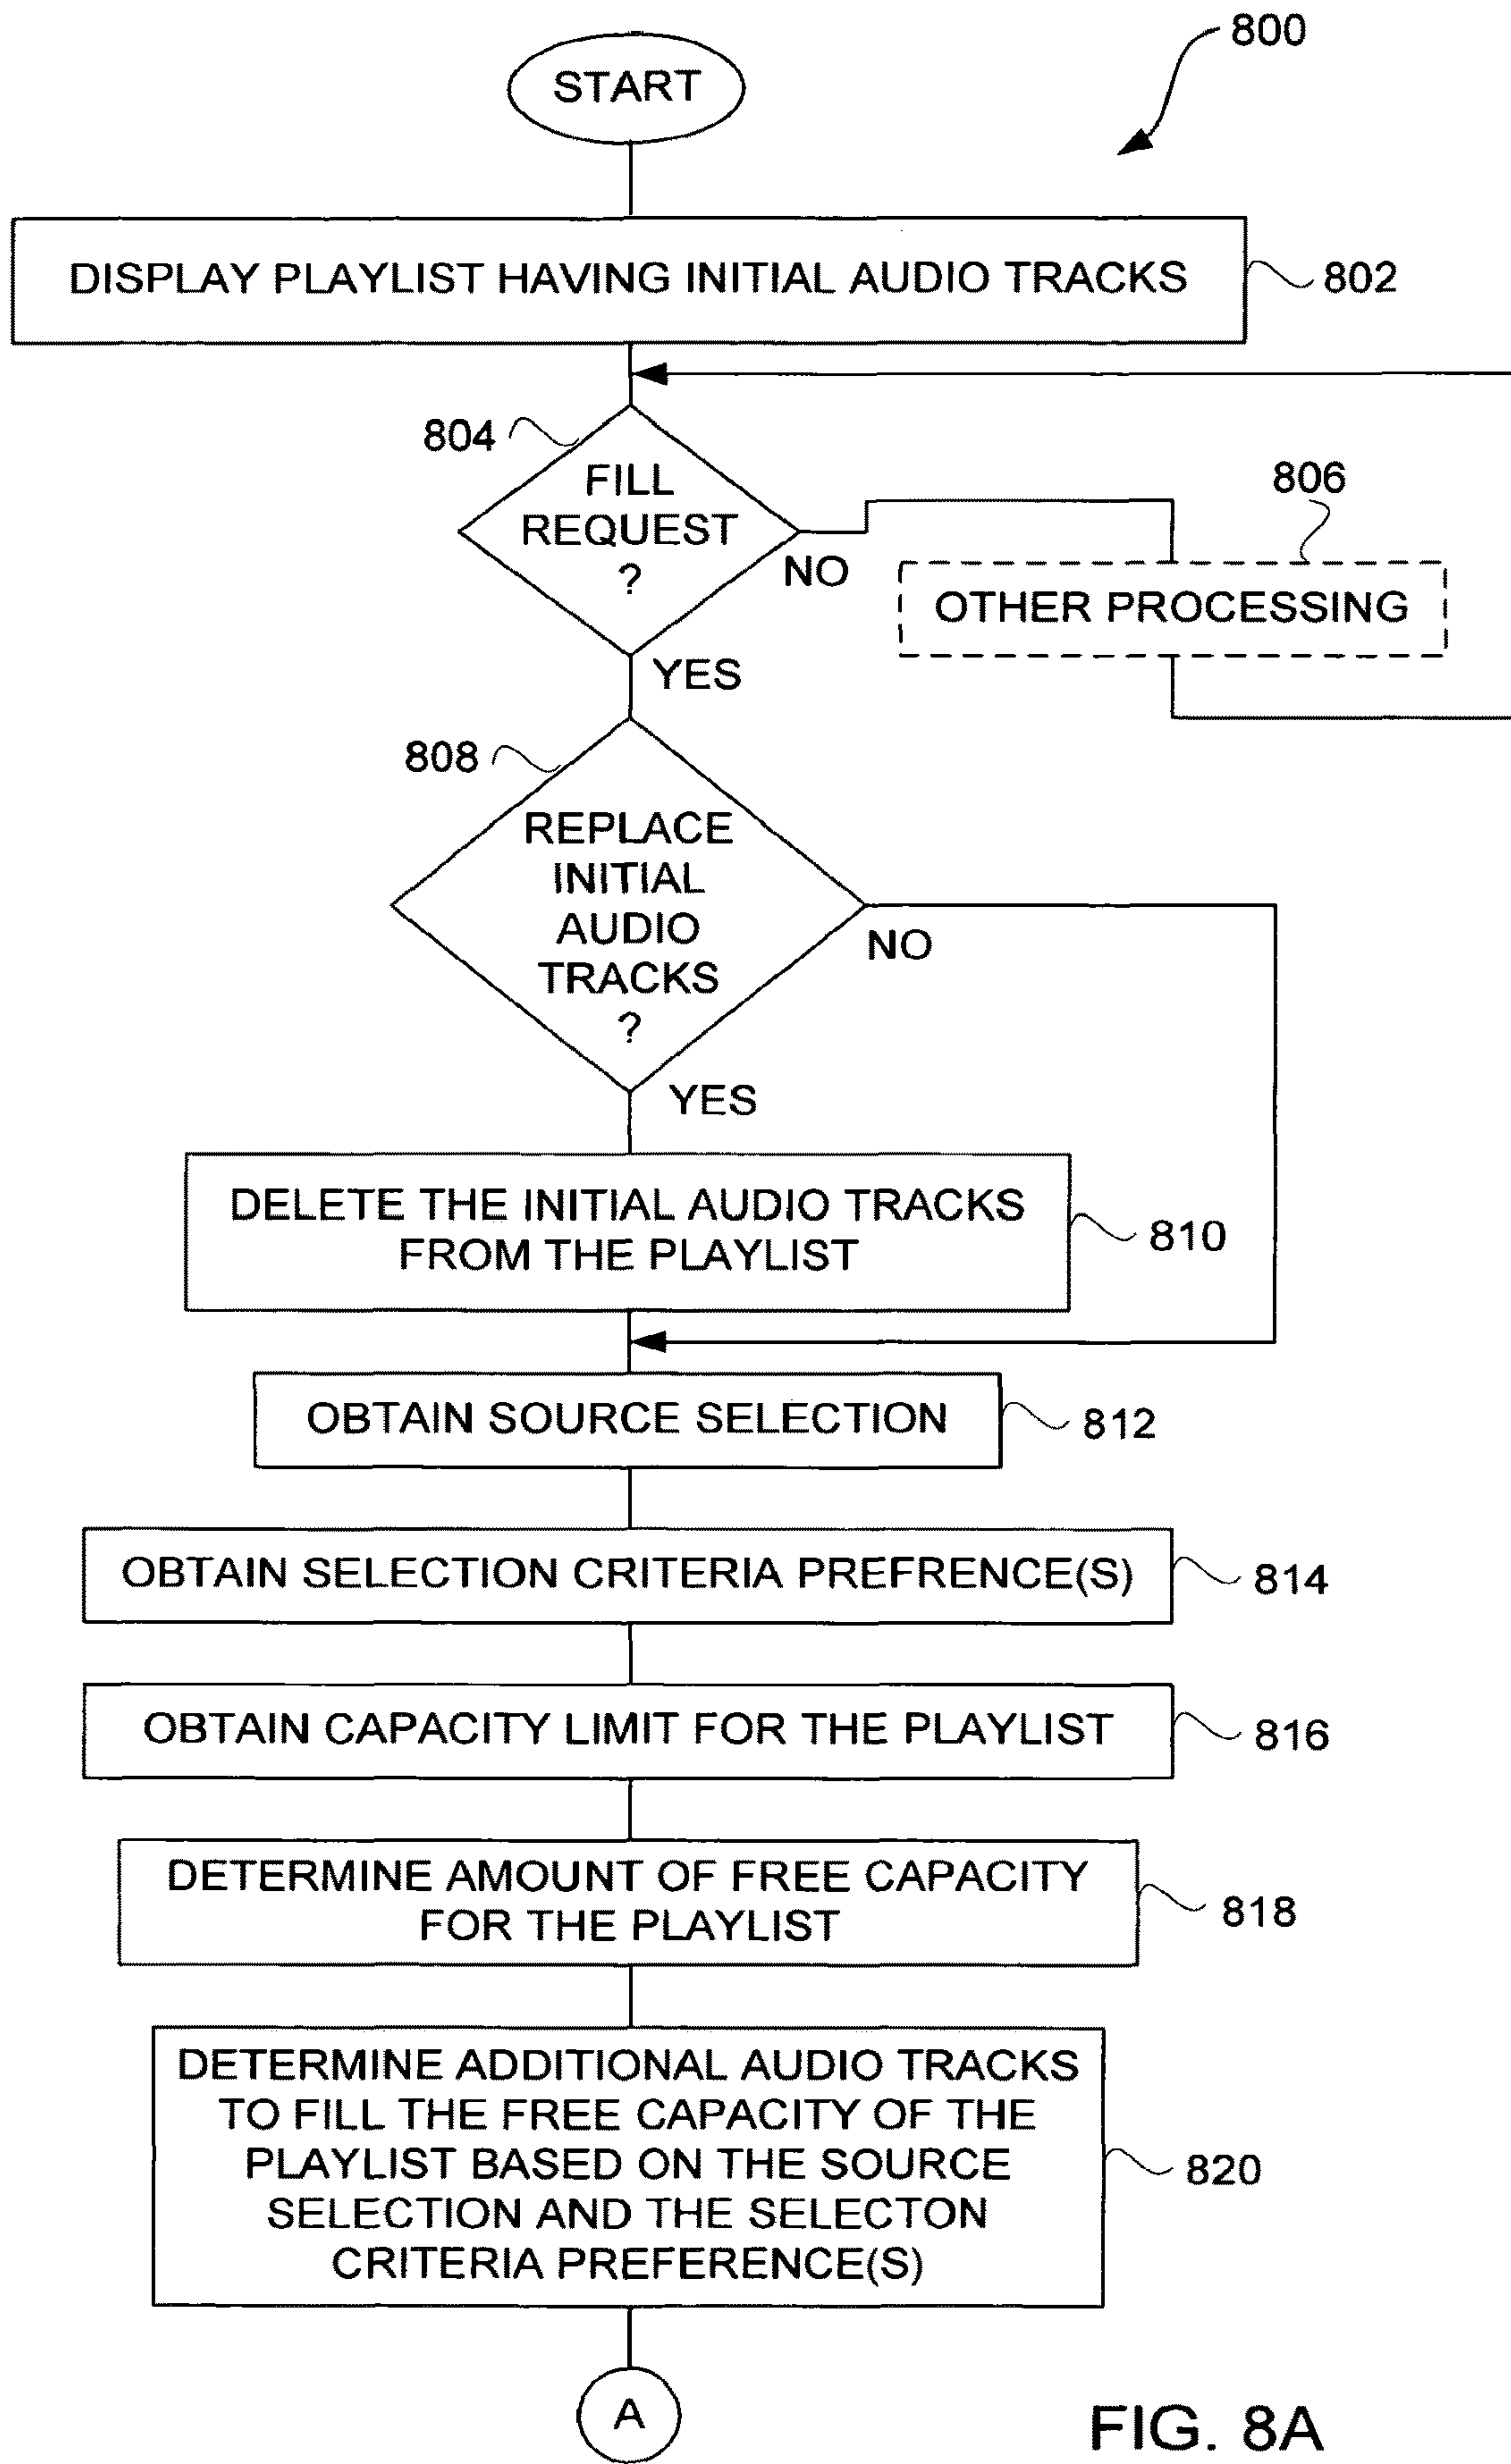 800
START
DISPLAY PLAYLIST HAVING INITIAL AUDIO TRACKS
802
804
FILL
REQUEST
?
NO
806
OTHER PROCESSING
YES
808
REPLACE
INITIAL
AUDIO
TRACKS
?
NO
YES
DELETE THE INITIAL AUDIO TRACKS
FROM THE PLAYLIST
810
OBTAIN SOURCE SELECTION
812
OBTAIN SELECTION CRITERIA PREFRENCE(S)
814
OBTAIN CAPACITY LIMIT FOR THE PLAYLIST
816
DETERMINE AMOUNT OF FREE CAPACITY
FOR THE PLAYLIST
818
DETERMINE ADDITIONAL AUDIO TRACKS
TO FILL THE FREE CAPACITY OF THE
PLAYLIST BASED ON THE SOURCE
SELECTION AND THE SELECTON
CRITERIA PREFERENCE(S)
820
A
FIG. 8A